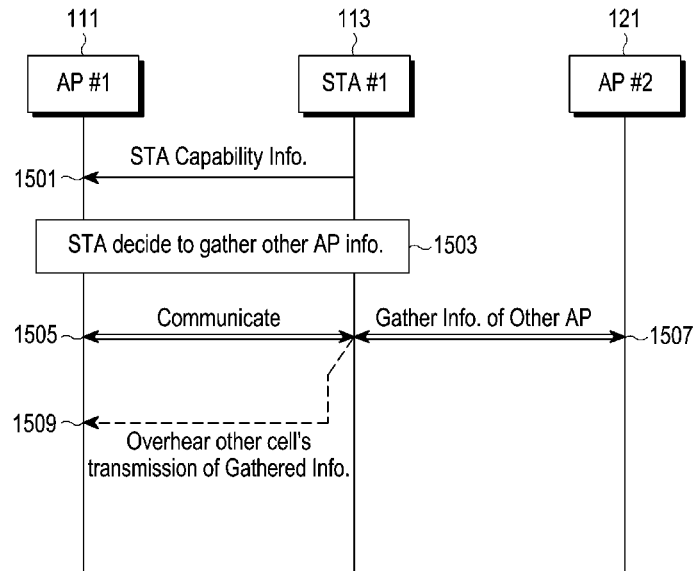 111
113
121
AP #1
STA #1
AP #2
STA Capability Info.
1501
STA decide to gather other AP info.
1503
Communicate
Gather Info. of Other AP
1505
1507
1509
Overhear other cell's
transmission of Gathered Info.